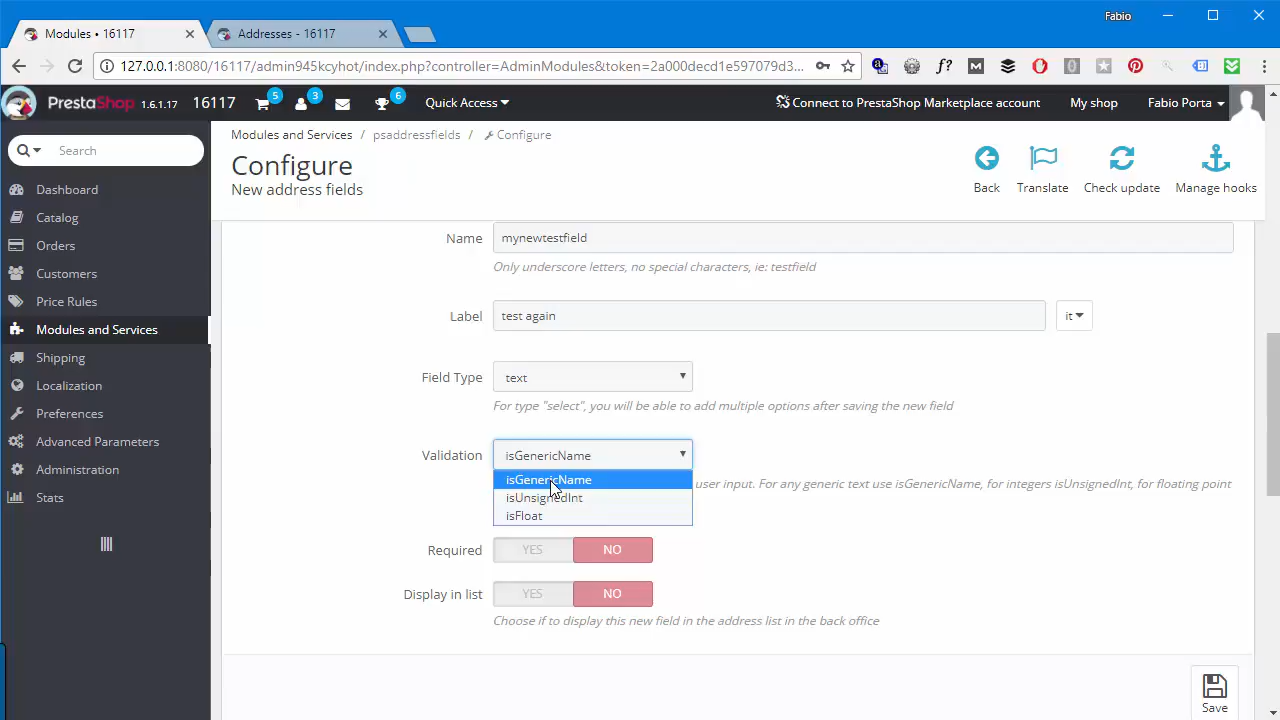 Fabio
Modules • 16117
Addresses - 16117
127.0.0.1:8080/16117/admin945kcyhot/index.php?controller=AdminModules&token=2a000decd1e597079d3...
PrestaShop 1.6.1.17 16117 5 3 6 Quick Access Connect to PrestaShop Marketplace account My shop Fabio Porta
Search
Dashboard
Catalog
Orders
Customers
Price Rules
Modules and Services
Shipping
Localization
Preferences
Advanced Parameters
Administration
Stats
Modules and Services / psaddressfields / Configure
Configure
New address fields
Back Translate Check update Manage hooks
Name mynewtestfield
Only underscore letters, no special characters, ie: testfield
Label test again it
Field Type text
For type "select", you will be able to add multiple options after saving the new field
Validation isGenericName
isGenericName
user input. For any generic text use isGenericName, for integers isUnsignedInt, for floating point
isUnsignedInt
isFloat
Required YES NO
Display in list YES NO
Choose if to display this new field in the address list in the back office
Save